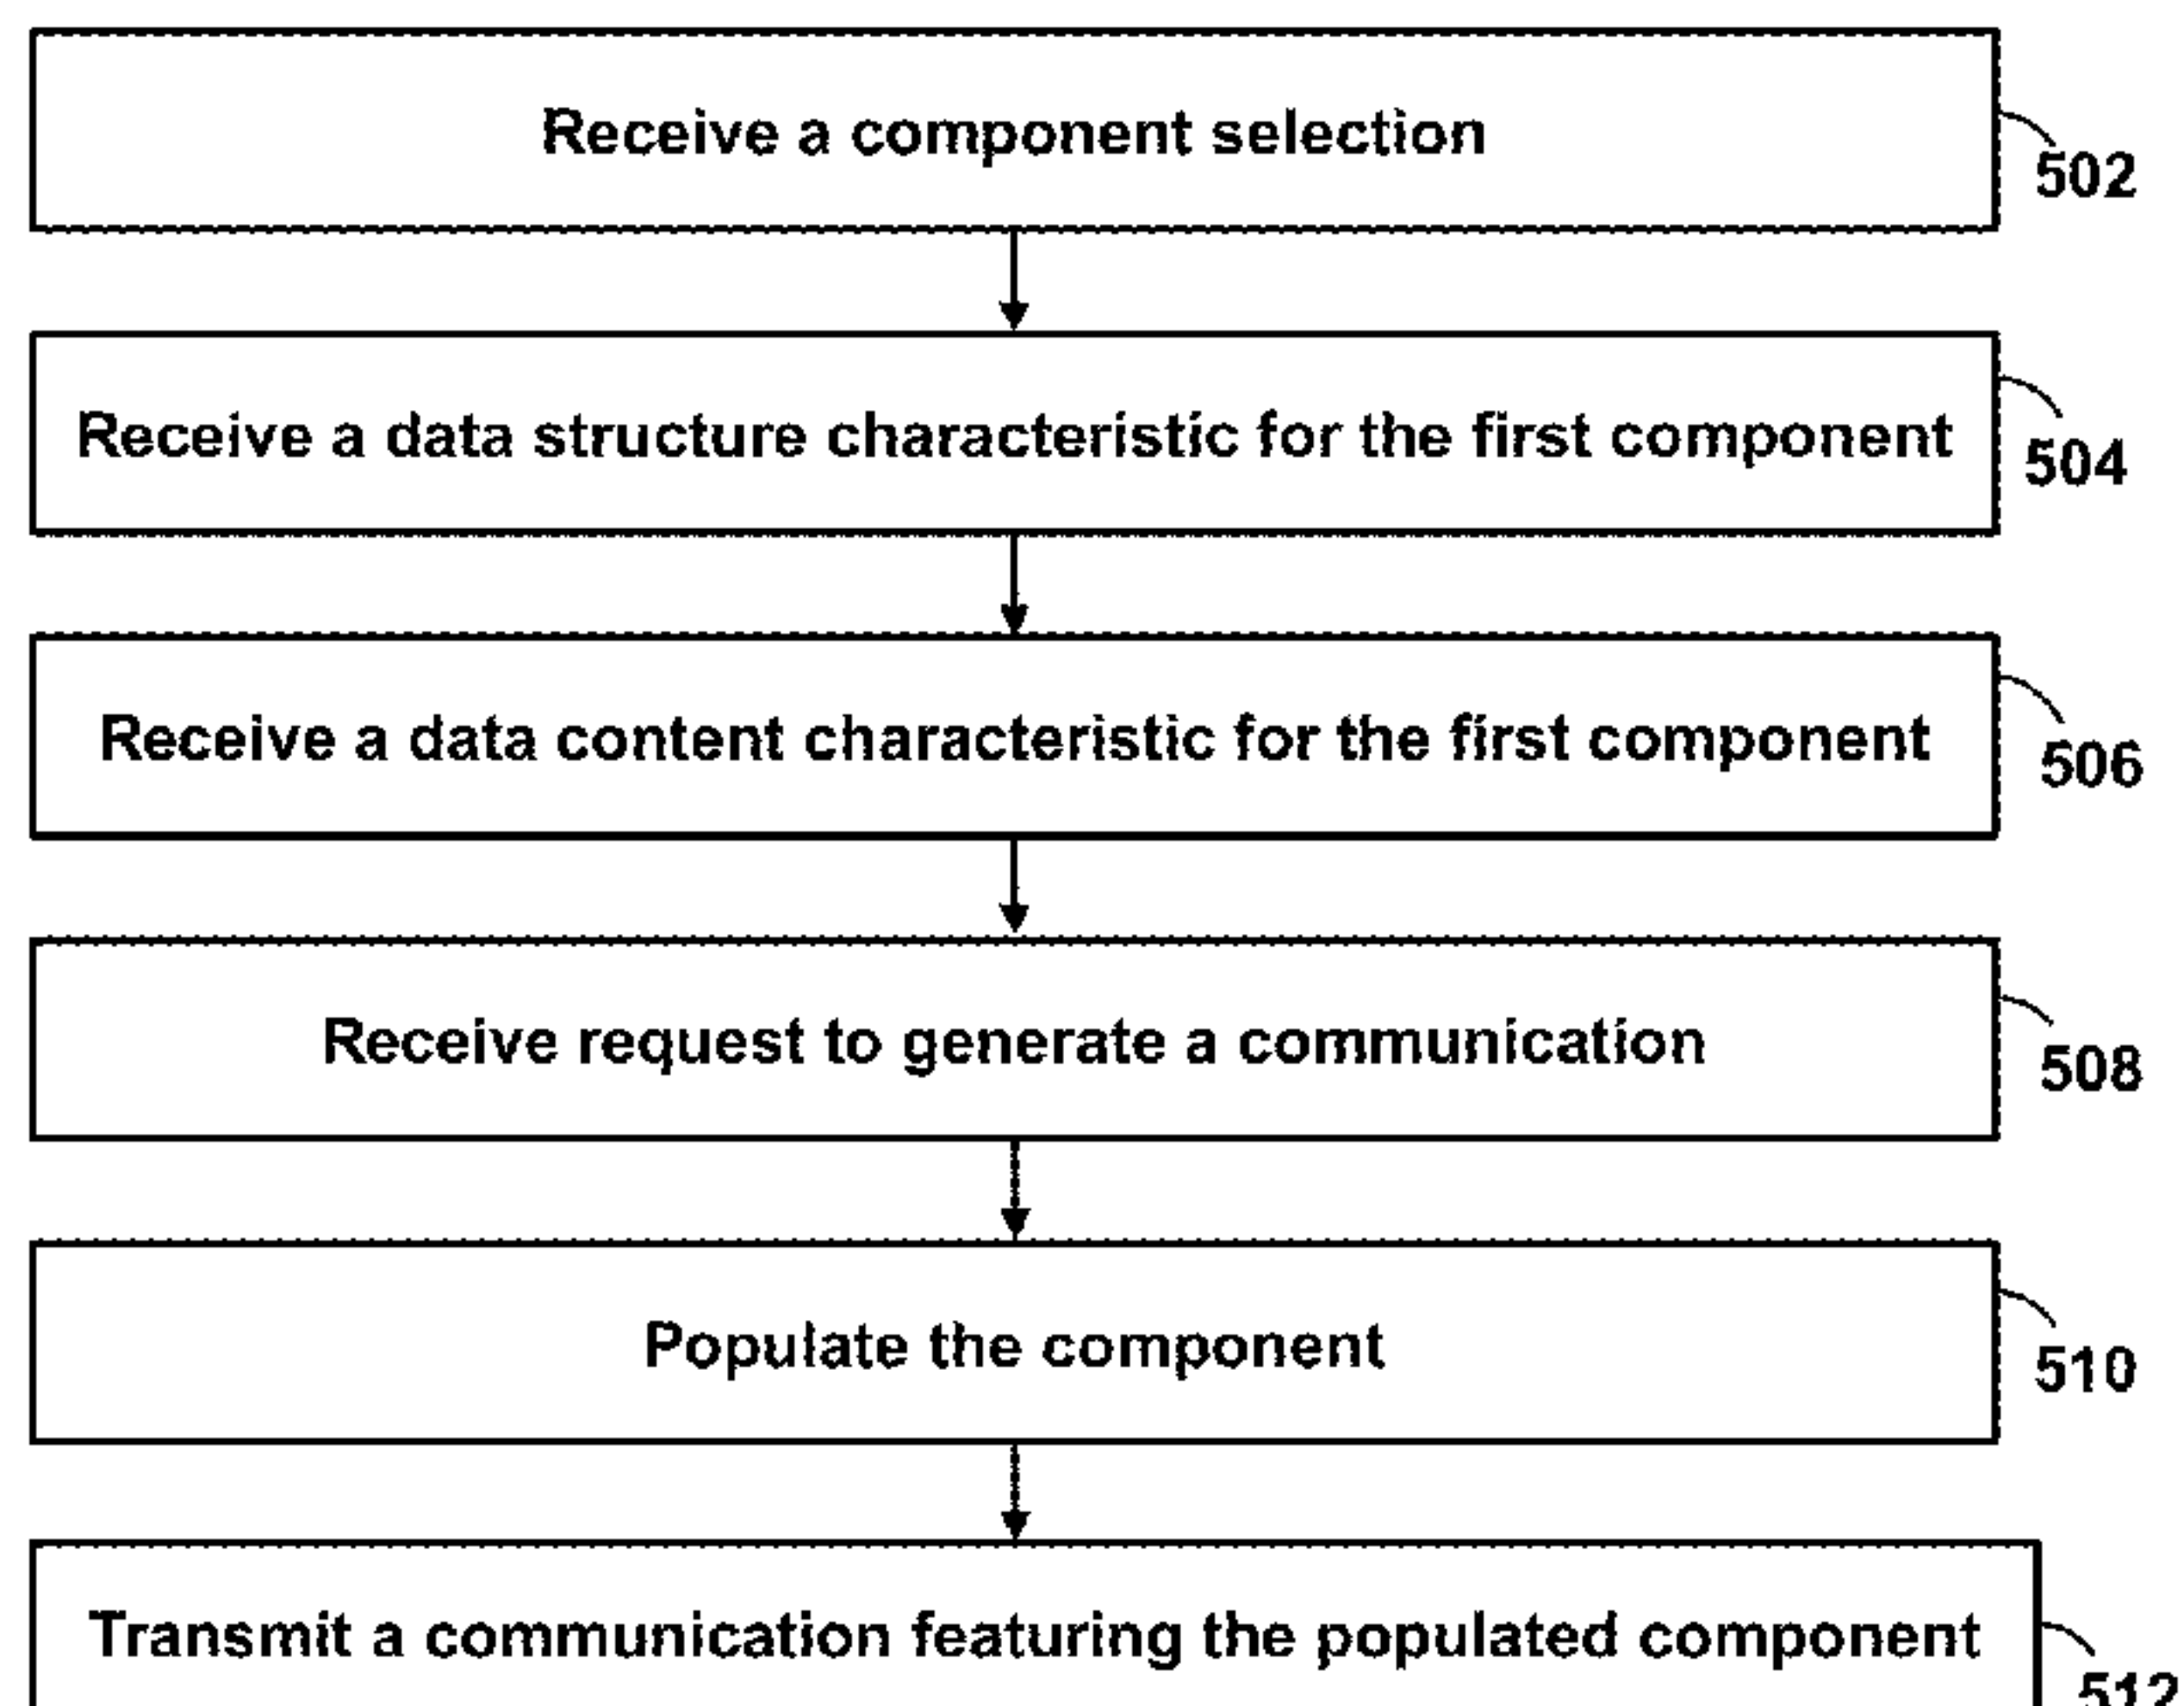 Receive a component selection
502
Receive a data structure characteristic for the first component
504
Receive a data content characteristic for the first component
506
Receive request to generate a communication
508
Populate the component
510
Transmit a communication featuring the populated component
512